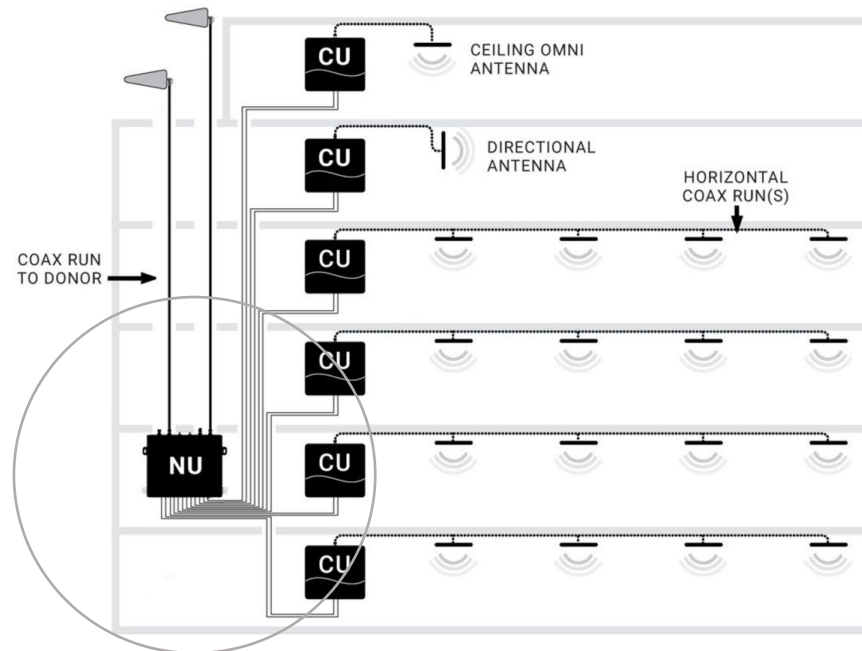 CU
CEILING OMNI
ANTENNA
CU
DIRECTIONAL
ANTENNA
HORIZONTAL
COAX RUN(S)
CU
COAX RUN
TO DONOR
CU
NU
CU
CU